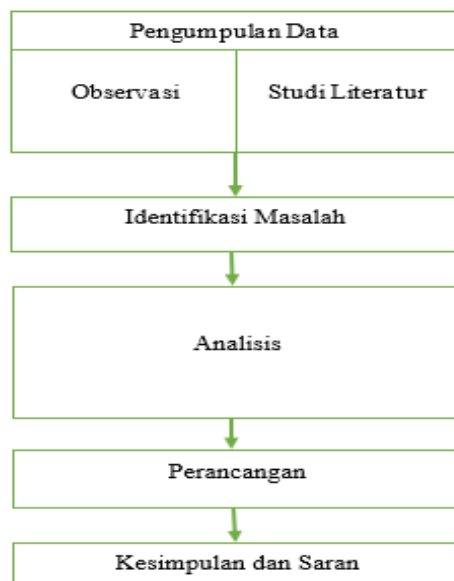 Pengumpulan Data
Observasi
Studi Literatur
Identifikasi Masalah
Analisis
Perancangan
Kesimpulan dan Saran